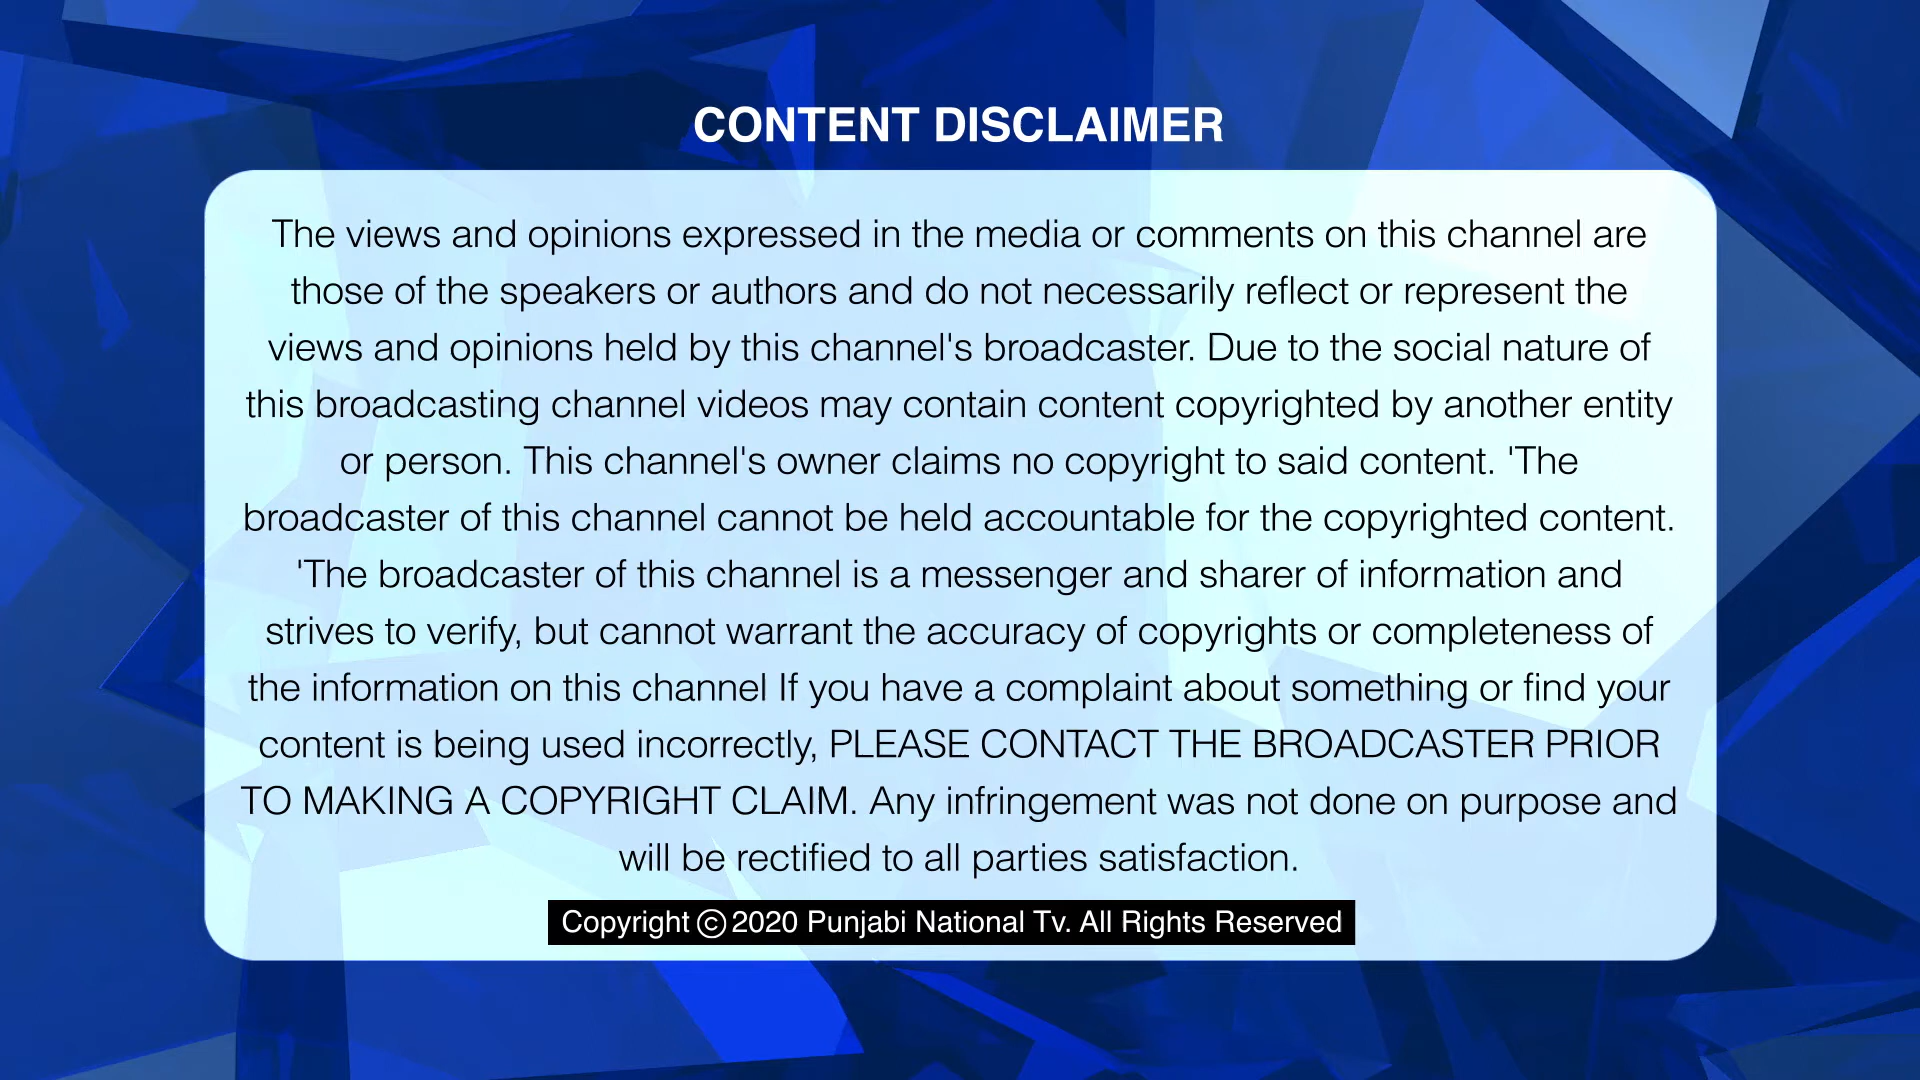 CONTENT DISCLAIMER
The views and opinions expressed in the media or comments on this channel are
those of the speakers or authors and do not necessarily reflect or represent the
views and opinions held by this channel's broadcaster. Due to the social nature of
this broadcasting channel videos may contain content copyrighted by another entity
or person. This channel's owner claims no copyright to said content. 'The
broadcaster of this channel cannot be held accountable for the copyrighted content.
'The broadcaster of this channel is a messenger and sharer of information and
strives to verify, but cannot warrant the accuracy of copyrights or completeness of
the information on this channel If you have a complaint about something or find your
content is being used incorrectly, PLEASE CONTACT THE BROADCASTER PRIOR
TO MAKING A COPYRIGHT CLAIM. Any infringement was not done on purpose and
will be rectified to all parties satisfaction.
Copyright © 2020 Punjabi National Tv. All Rights Reserved